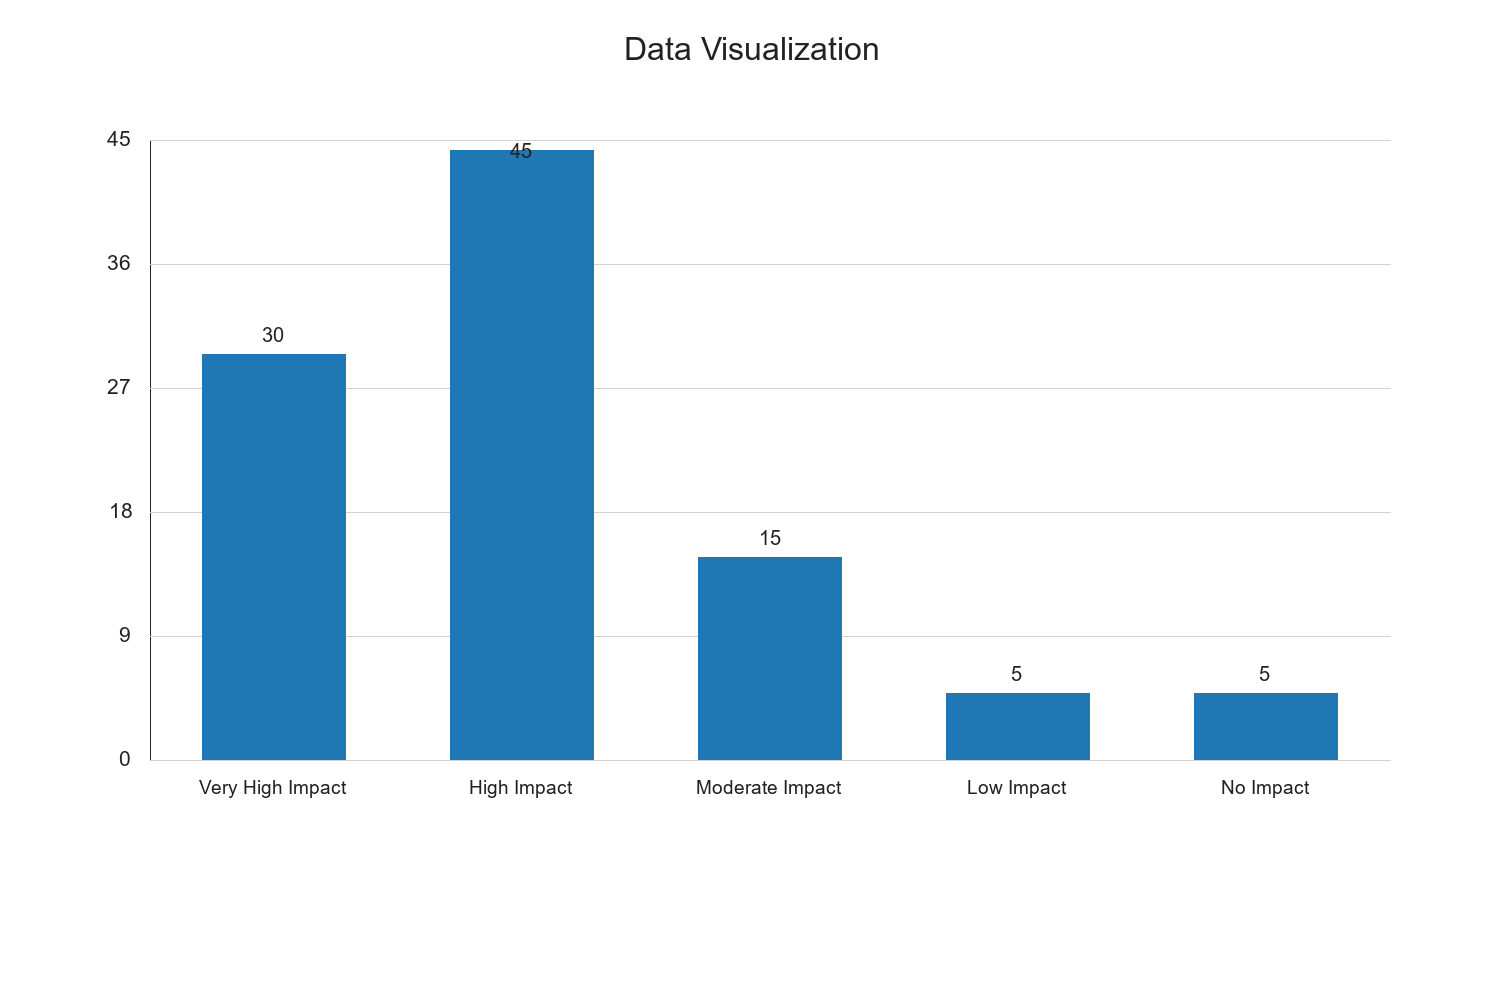 Data Visualization
45
45
36
30
27
18
15
9
5
5
0
Very High Impact
High Impact
Moderate Impact
Low Impact
No Impact